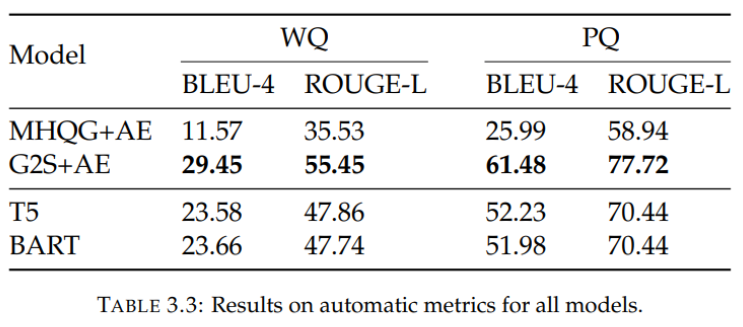 Model WQ PQ
BLEU-4 ROUGE-L BLEU-4 ROUGE-L
MHQG+AE 11.57 35.53 25.99 58.94
G2S+AE 29.45 55.45 61.48 77.72
T5 23.58 47.86 52.23 70.44
BART 23.66 47.74 51.98 70.44
TABLE 3.3: Results on automatic metrics for all models.